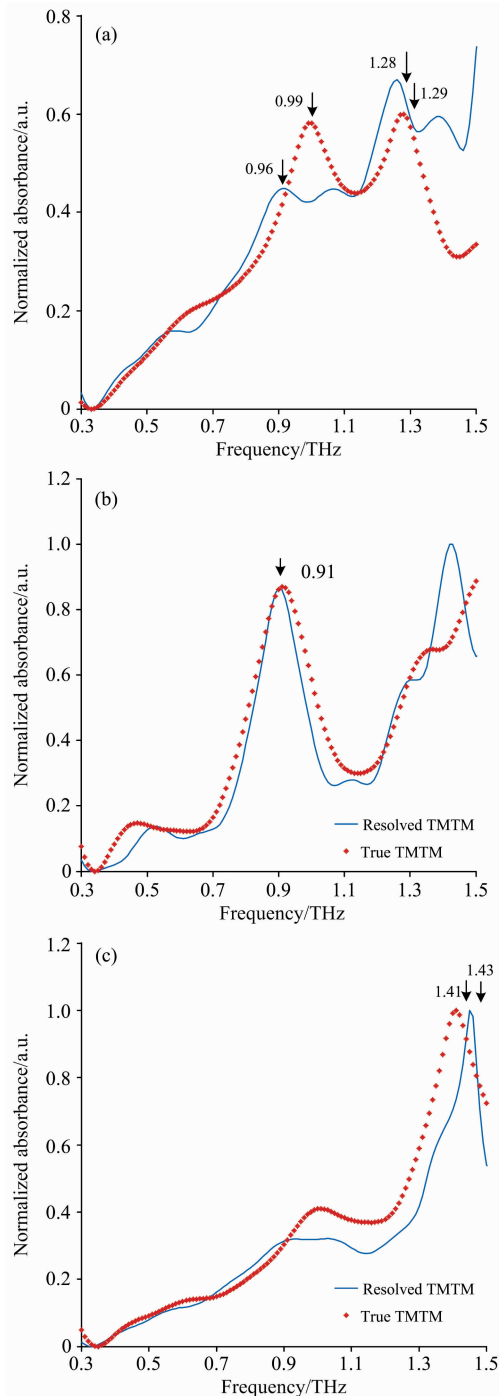 (a)
0.8
0.6
0.4
0.2
0
Normalized absorbance/a.u.
0.96
0.99
1.28
1.29
0.3 0.5 0.7 0.9 1.1 1.3 1.5
Frequency/THz
(b)
1.2
1.0
0.8
0.6
0.4
0.2
0
Normalized absorbance/a.u.
0.91
Resolved TMTM
True TMTM
0.3 0.5 0.7 0.9 1.1 1.3 1.5
Frequency/THz
(c)
1.2
1.0
0.8
0.6
0.4
0.2
0
Normalized absorbance/a.u.
1.41
1.43
Resolved TMTM
True TMTM
0.3 0.5 0.7 0.9 1.1 1.3 1.5
Frequency/THz